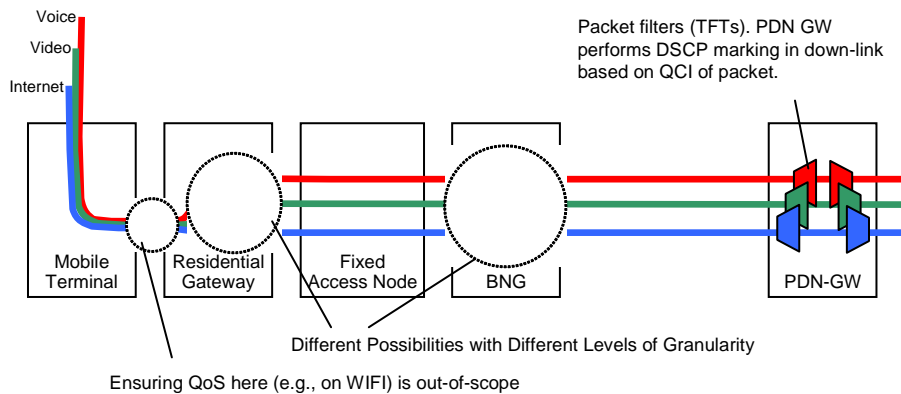 Voice
Video
Internet
Packet filters (TFTs). PDN GW
performs DSCP marking in down-link
based on QCI of packet.
Mobile
Terminal
Residential
Gateway
Fixed
Access Node
BNG
PDN-GW
Different Possibilities with Different Levels of Granularity
Ensuring QoS here (e.g., on WIFI) is out-of-scope